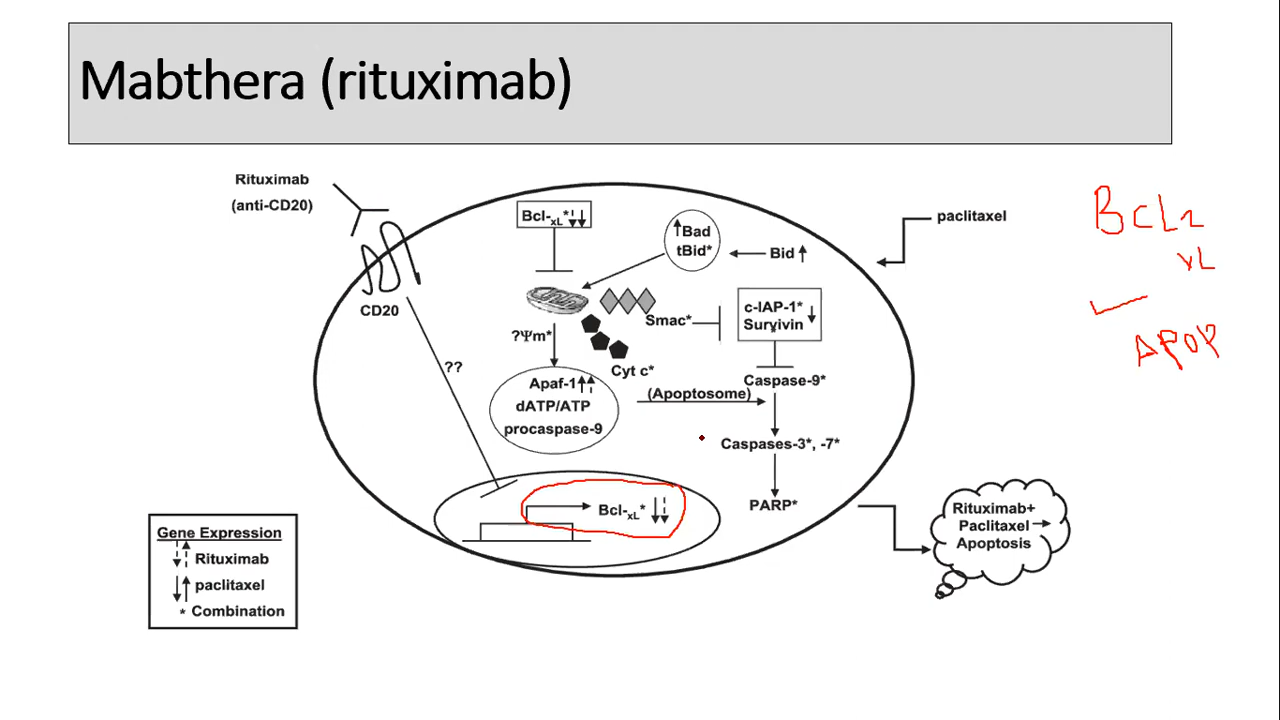 Mabthera (rituximab)
Rituximab
(anti-CD20)
CD20
??
Bcl-xL*
↑Bad
tBid*
Bid ↑
paclitaxel
Smac*
c-IAP-1*
Survivin
?Ψm*
Cyt c*
Apaf-1
dATP/ATP
procaspase-9
(Apoptosome)
Caspase-9*
Caspases-3*, -7*
PARP*
Bcl-xL*
Rituximab+
Paclitaxel →
Apoptosis
Gene Expression
Rituximab
paclitaxel
* Combination
BcL2
xL
APOP